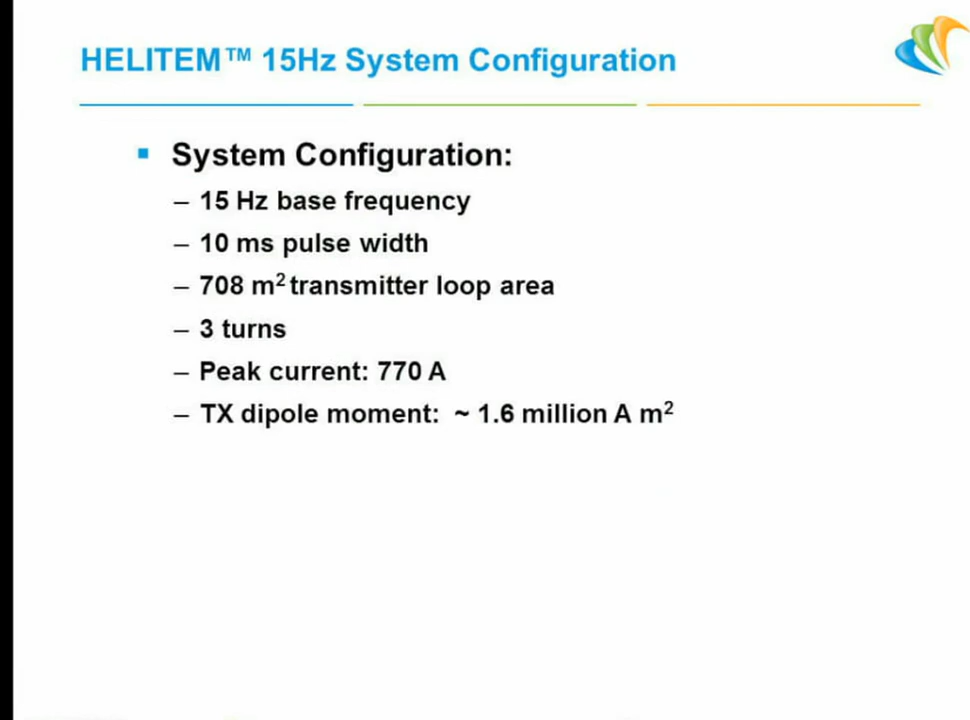 HELITEM™ 15Hz System Configuration
▪ System Configuration:
– 15 Hz base frequency
– 10 ms pulse width
– 708 m² transmitter loop area
– 3 turns
– Peak current: 770 A
– TX dipole moment: ~ 1.6 million A m²